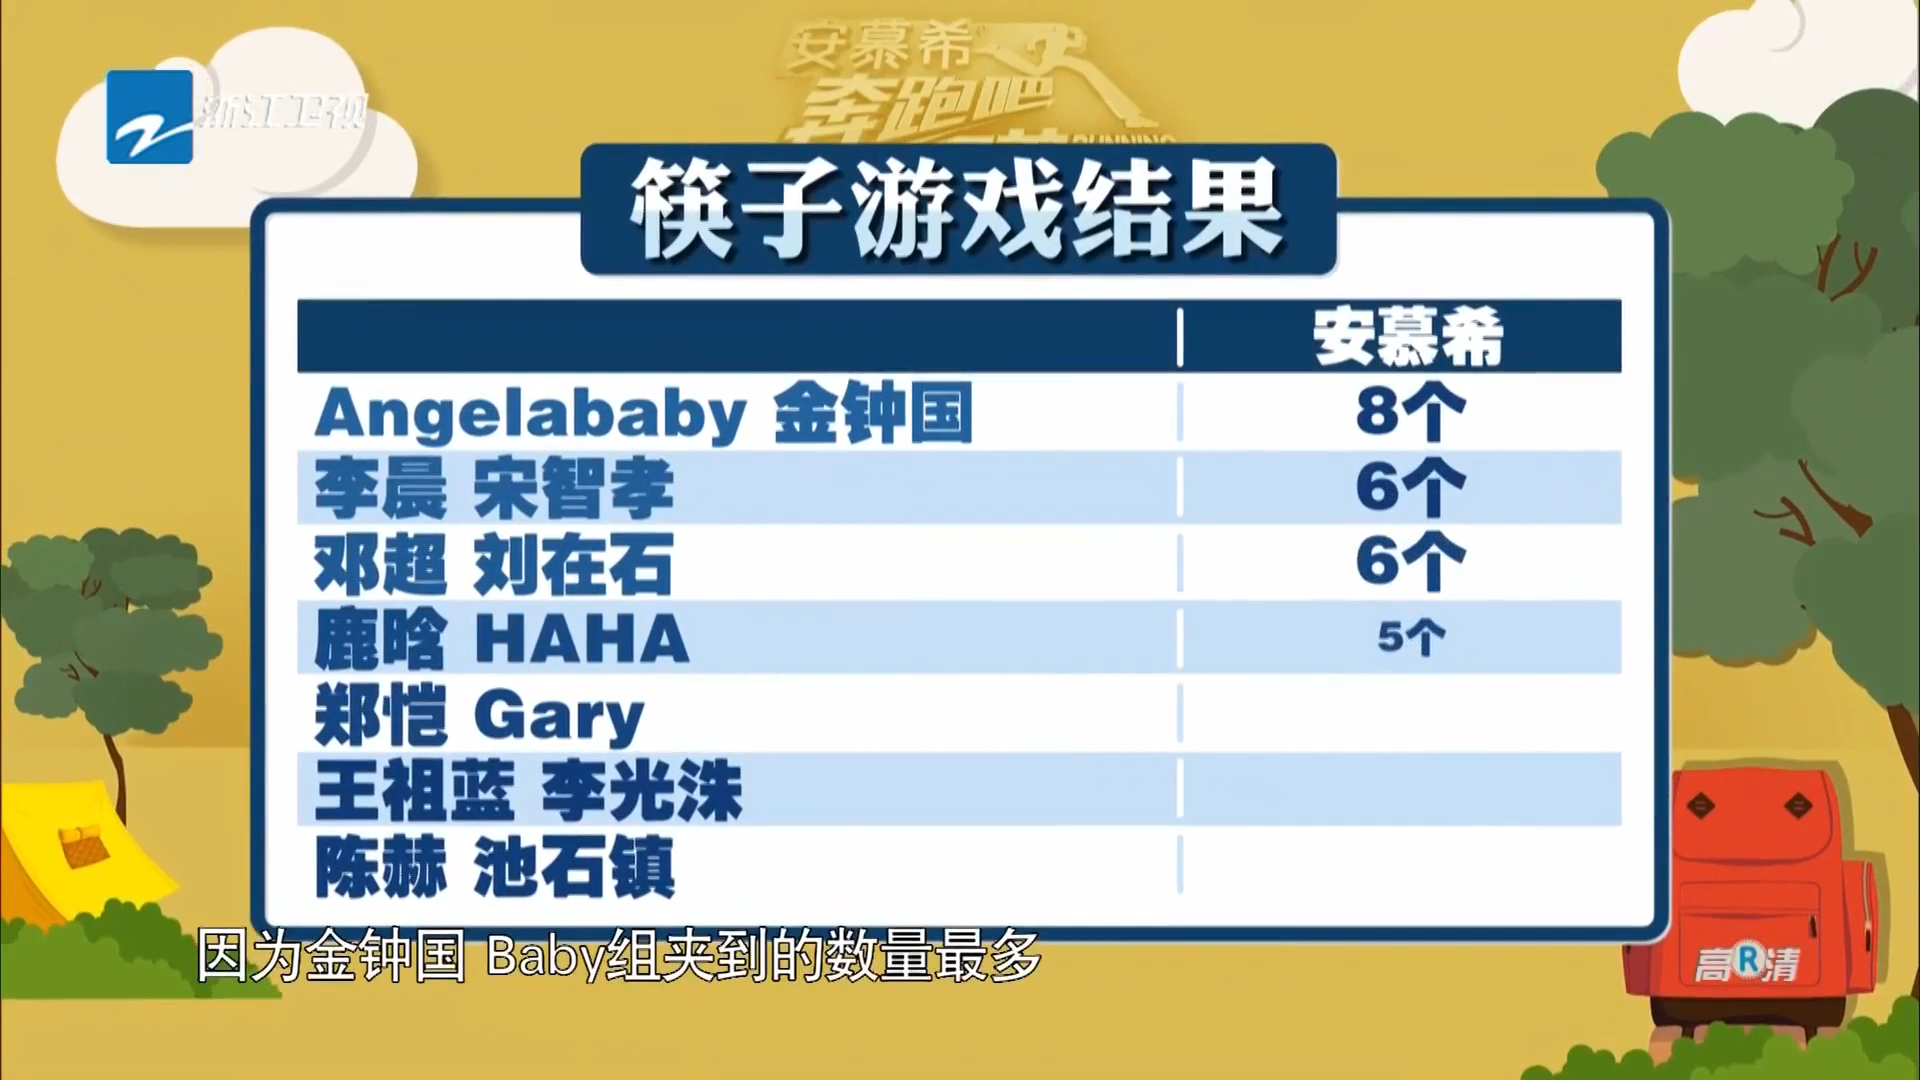 安慕希
奔跑吧
浙江卫视
筷子游戏结果
安慕希
Angelababy 金钟国 8个
李晨 宋智孝 6个
邓超 刘在石 6个
鹿晗 HAHA 5个
郑恺 Gary
王祖蓝 李光洙
陈赫 池石镇
因为金钟国 Baby组夹到的数量最多
高R清